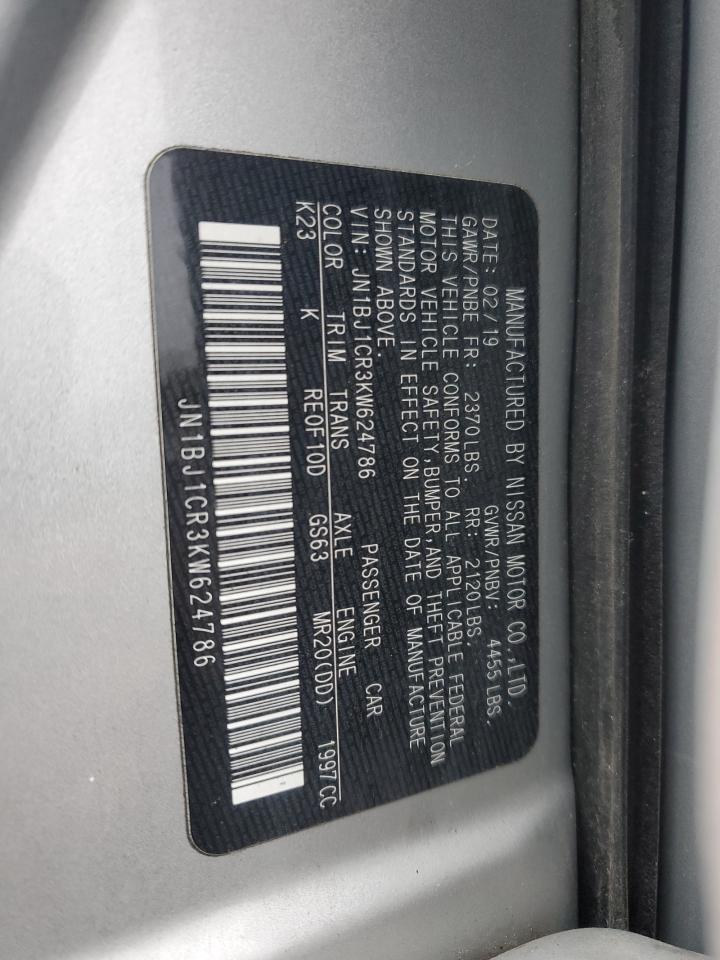 MANUFACTURED BY NISSAN MOTOR CO.,LTD.
DATE: 02/19 GVWR/PNBV: 4455LBS.
GAWR/PNBE FR: 2370LBS. RR: 2120LBS.
THIS VEHICLE CONFORMS TO ALL APPLICABLE FEDERAL
MOTOR VEHICLE SAFETY,BUMPER,AND THEFT PREVENTION
STANDARDS IN EFFECT ON THE DATE OF MANUFACTURE
SHOWN ABOVE.
VIN: JN1BJ1CR3KW624786 PASSENGER CAR
COLOR TRIM TRANS AXLE ENGINE
K23 K RE0F10D GS63 MR20(DD) 1997CC
JN1BJ1CR3KW624786